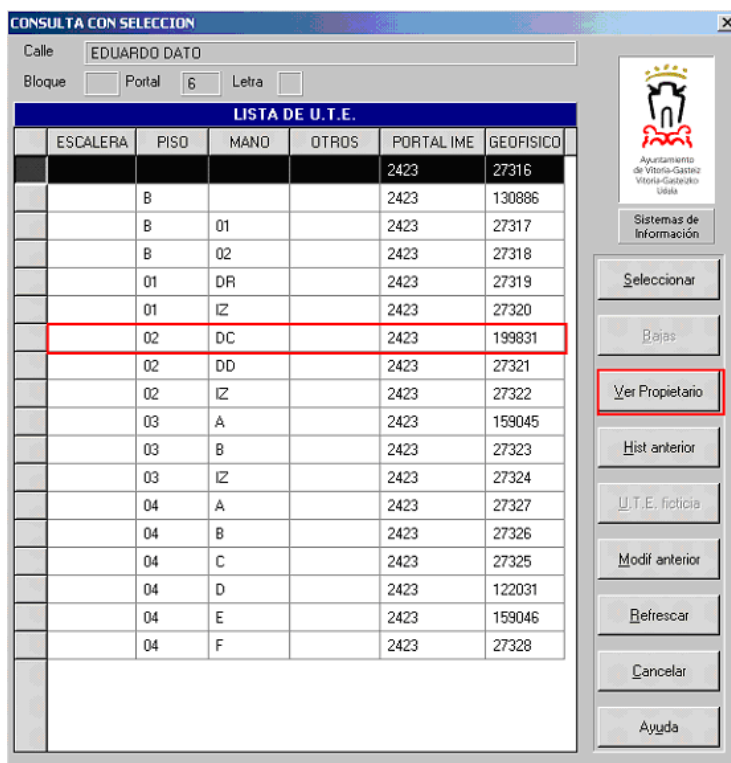 CONSULTA CON SELECCION
Calle EDUARDO DATO
Bloque Portal 6 Letra
LISTA DE U.T.E.
ESCALERA PISO MANO OTROS PORTAL IME GEOFISICO
2423 27316
B 2423 130886
B 01 2423 27317
B 02 2423 27318
01 DR 2423 27319
01 IZ 2423 27320
02 DC 2423 199831
02 DD 2423 27321
02 IZ 2423 27322
03 A 2423 159045
03 B 2423 27323
03 IZ 2423 27324
04 A 2423 27327
04 B 2423 27326
04 C 2423 27325
04 D 2423 122031
04 E 2423 159046
04 F 2423 27328
Ayuntamiento
de Vitoria-Gasteiz
Vitoria-Gasteizko
Udala
Sistemas de
Información
Seleccionar
Bajas
Ver Propietario
Hist anterior
U.T.E. ficticia
Modif anterior
Refrescar
Cancelar
Ayuda